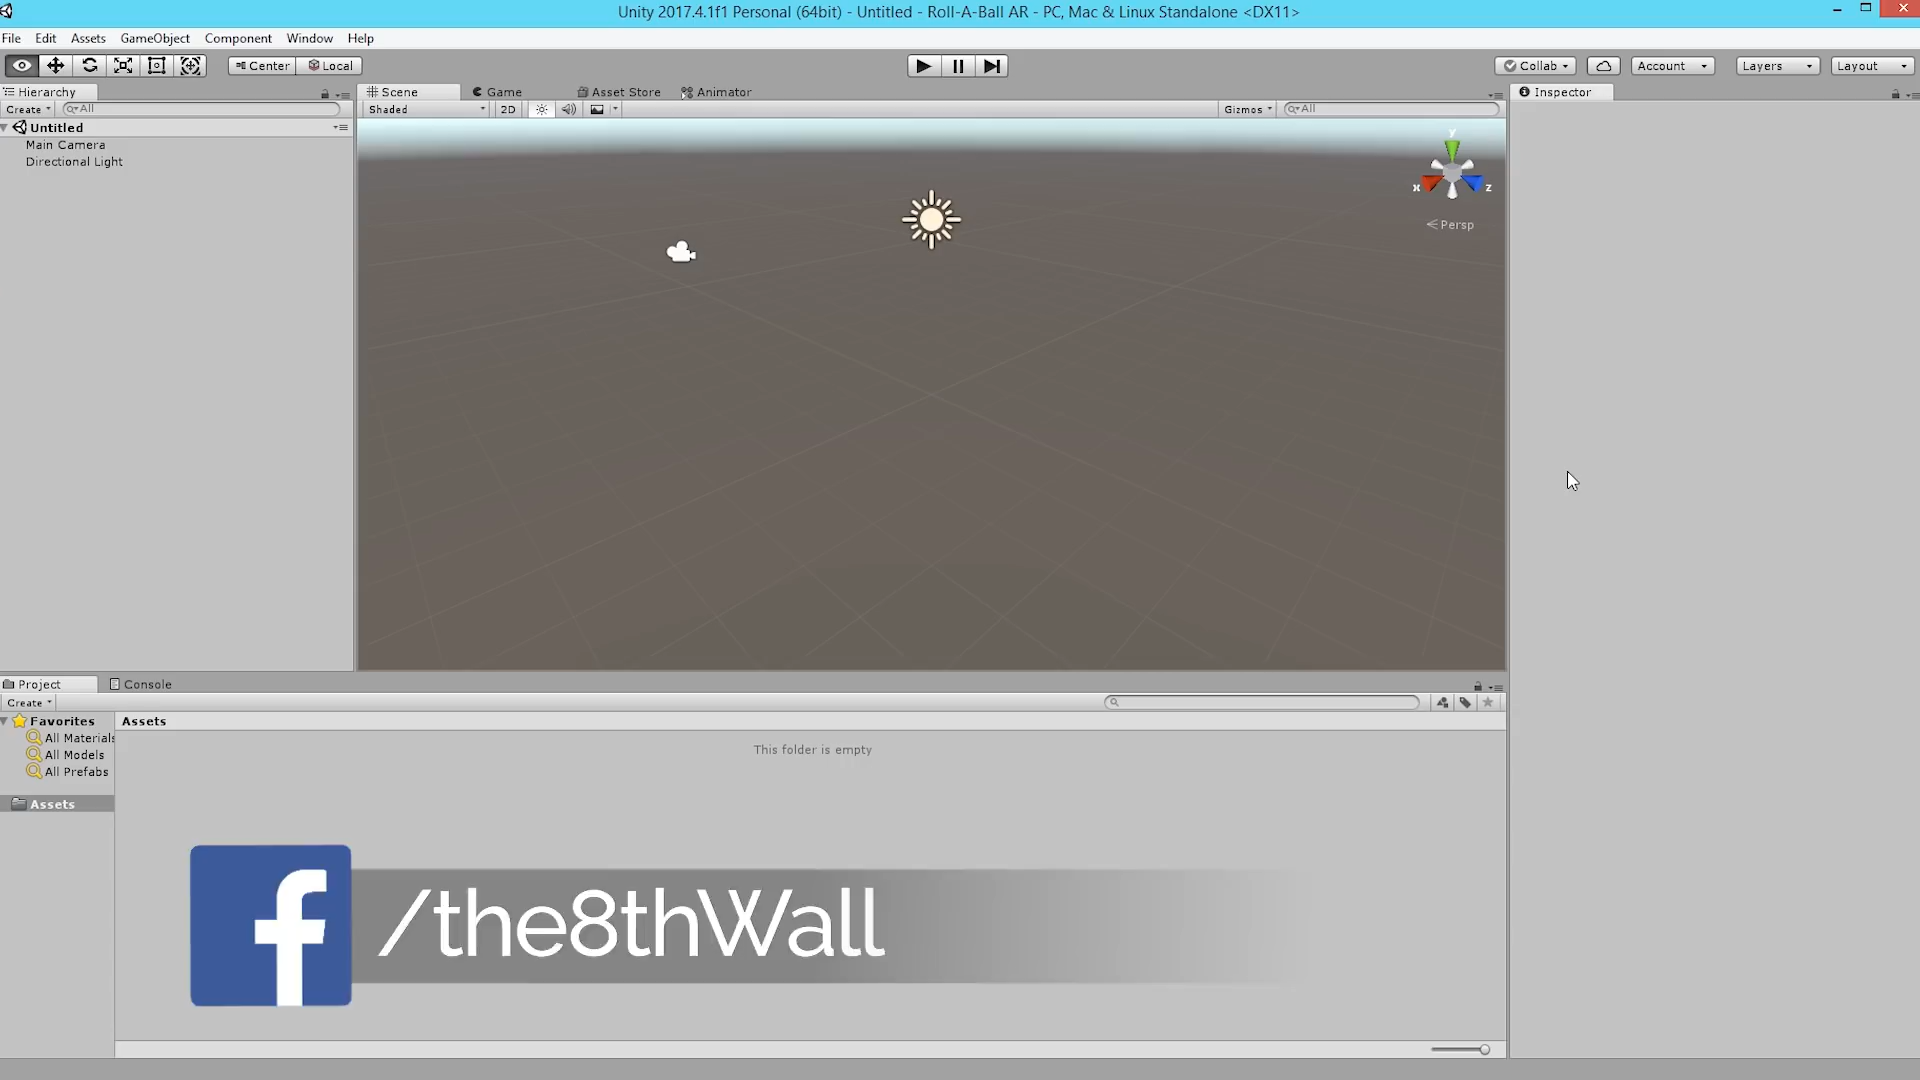 Unity 2017.4.1f1 Personal (64bit) - Untitled - Roll-A-Ball AR - PC, Mac & Linux Standalone <DX11>
File Edit Assets GameObject Component Window Help
Center Local Collab Account Layers Layout
Hierarchy Scene Game Asset Store Animator Inspector
Create All Shaded 2D Gizmos All
Untitled
Main Camera
Directional Light
y
x z
Persp
Project Console
Create
Favorites Assets
All Materials
All Models
All Prefabs
This folder is empty
Assets
f /the8thWall